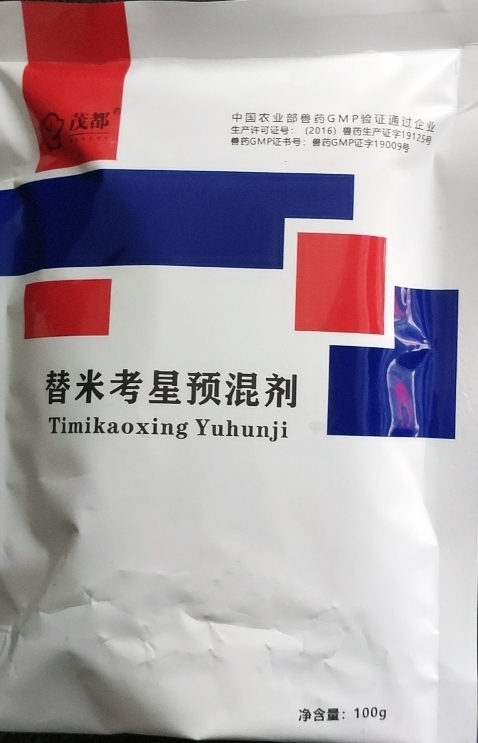 茂都®
中国农业部兽药GMP验证通过企业
生产许可证号：（2016）兽药生产证字19125号
兽药GMP证书号：兽药GMP证字19009号
替米考星预混剂
Timikaoxing Yuhunji
净含量：100g